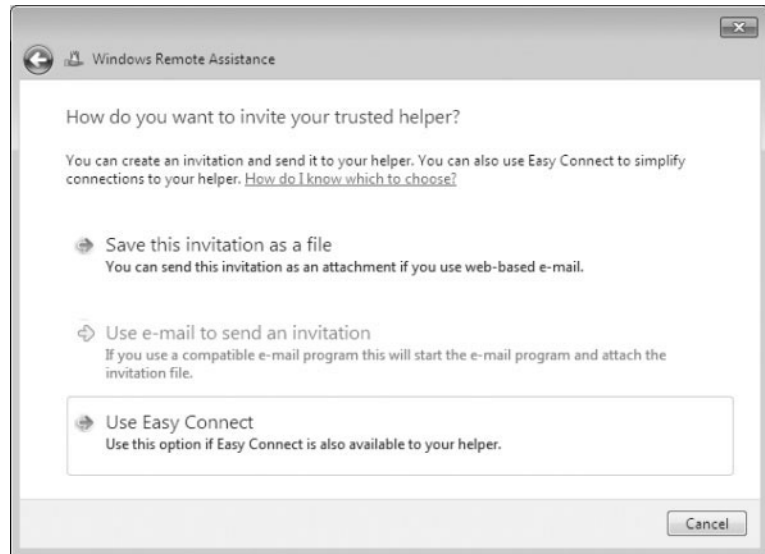 Windows Remote Assistance
How do you want to invite your trusted helper?
You can create an invitation and send it to your helper. You can also use Easy Connect to simplify
connections to your helper. How do I know which to choose?
Save this invitation as a file
You can send this invitation as an attachment if you use web-based e-mail.
Use e-mail to send an invitation
If you use a compatible e-mail program this will start the e-mail program and attach the
invitation file.
Use Easy Connect
Use this option if Easy Connect is also available to your helper.
Cancel